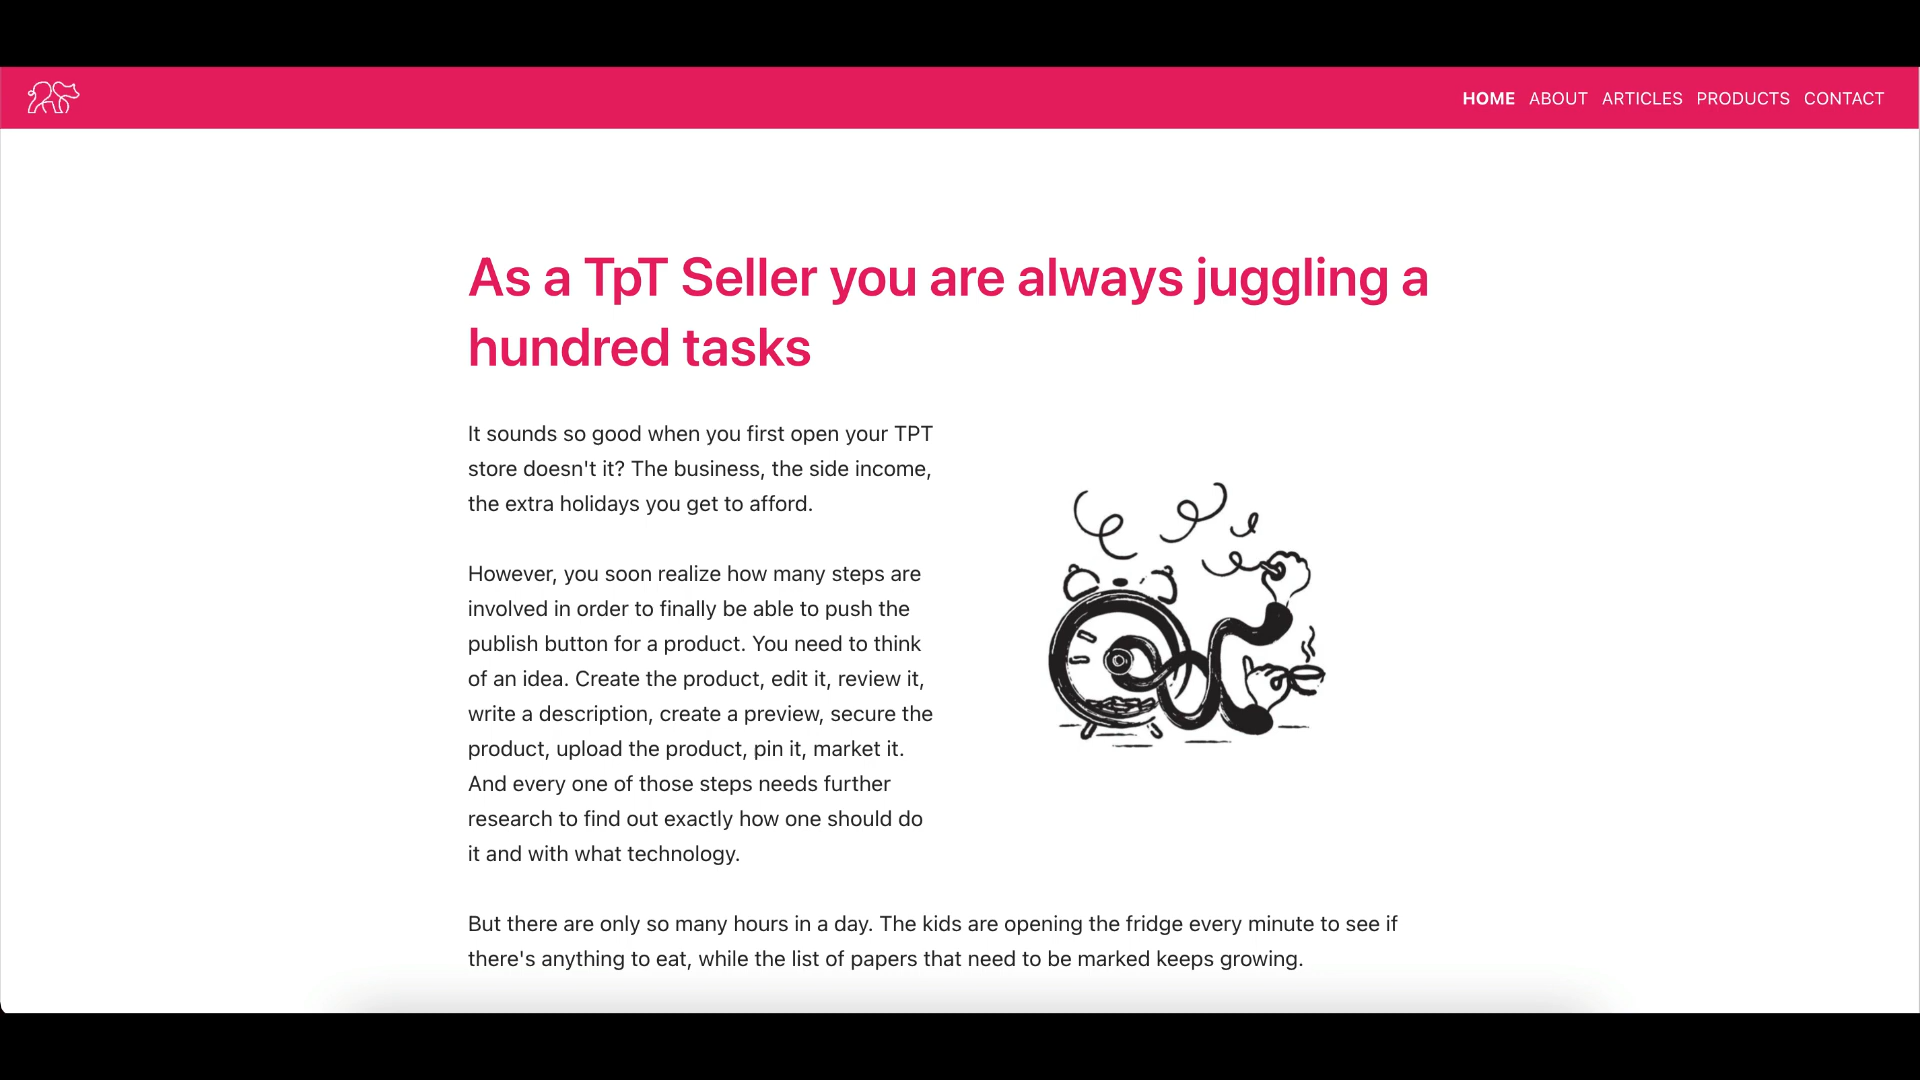 HOME ABOUT ARTICLES PRODUCTS CONTACT
As a TpT Seller you are always juggling a
hundred tasks
It sounds so good when you first open your TPT
store doesn't it? The business, the side income,
the extra holidays you get to afford.
However, you soon realize how many steps are
involved in order to finally be able to push the
publish button for a product. You need to think
of an idea. Create the product, edit it, review it,
write a description, create a preview, secure the
product, upload the product, pin it, market it.
And every one of those steps needs further
research to find out exactly how one should do
it and with what technology.
But there are only so many hours in a day. The kids are opening the fridge every minute to see if
there's anything to eat, while the list of papers that need to be marked keeps growing.